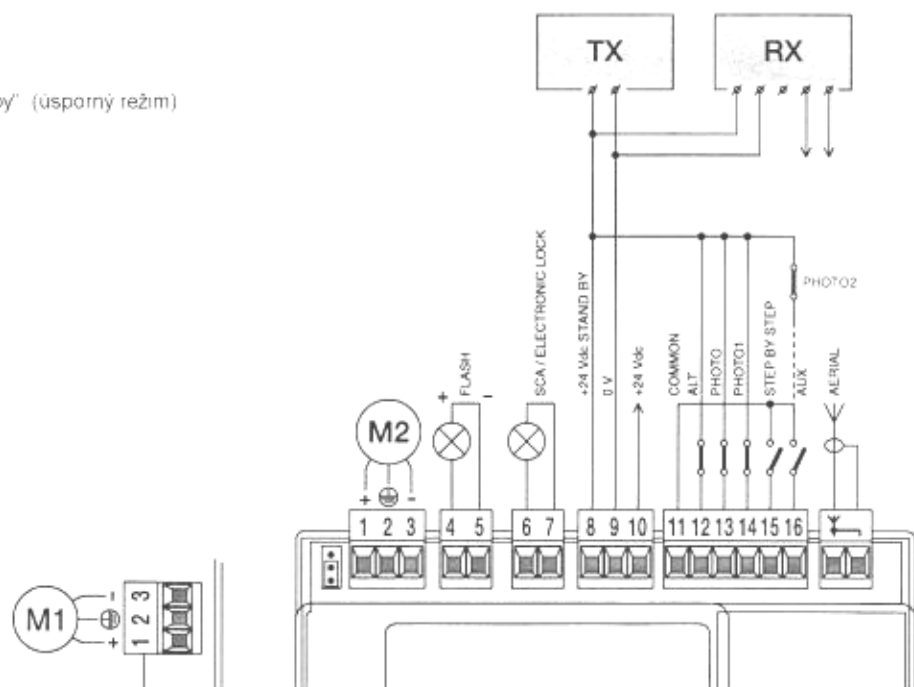 TX
RX
by" (úsporný režim)
PHOTO2
FLASH
SCA / ELECTRONIC LOCK
+24 Vdc STAND BY
0 V
+24 Vdc
COMMON
ALT
PHOTO
PHOTO1
STEP BY STEP
AUX
AERIAL
+ -
M2
+ -
1 2 3
4 5
6 7
8 9 10
11 12 13 14 15 16
M1
-
+
1 2 3